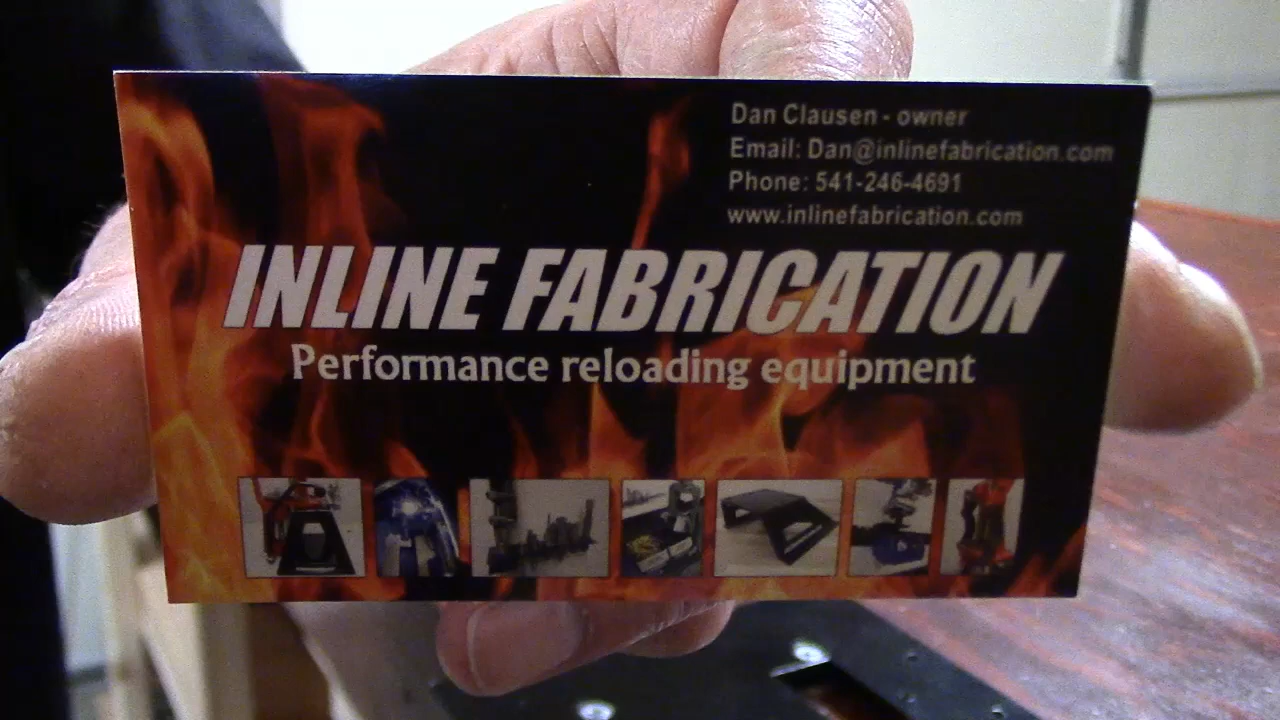 Dan Clausen - owner
Email: Dan@inlinefabrication.com
Phone: 541-246-4691
www.inlinefabrication.com
INLINE FABRICATION
Performance reloading equipment